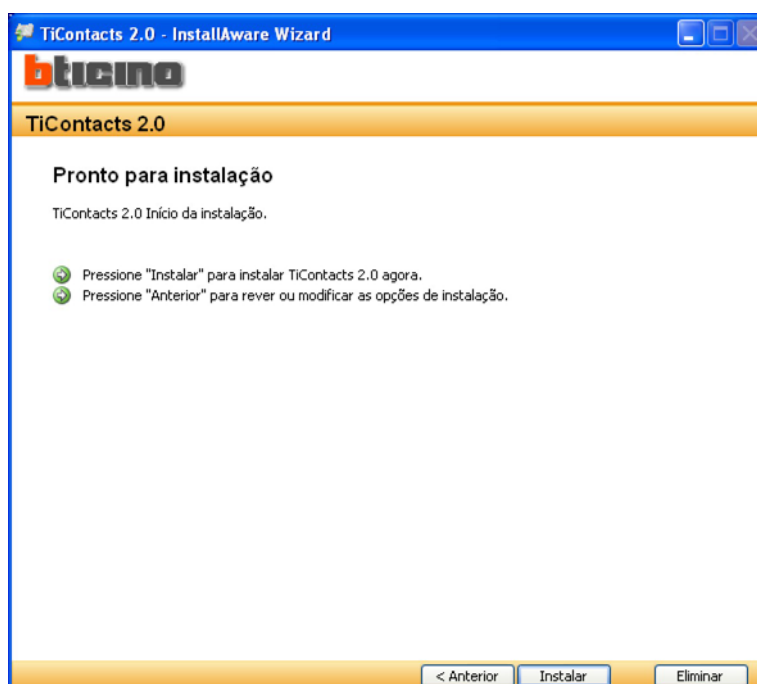 TiContacts 2.0 - InstallAware Wizard
bticino
TiContacts 2.0
Pronto para instalação
TiContacts 2.0 Início da instalação.
Pressione "Instalar" para instalar TiContacts 2.0 agora.
Pressione "Anterior" para rever ou modificar as opções de instalação.
< Anterior Instalar Eliminar